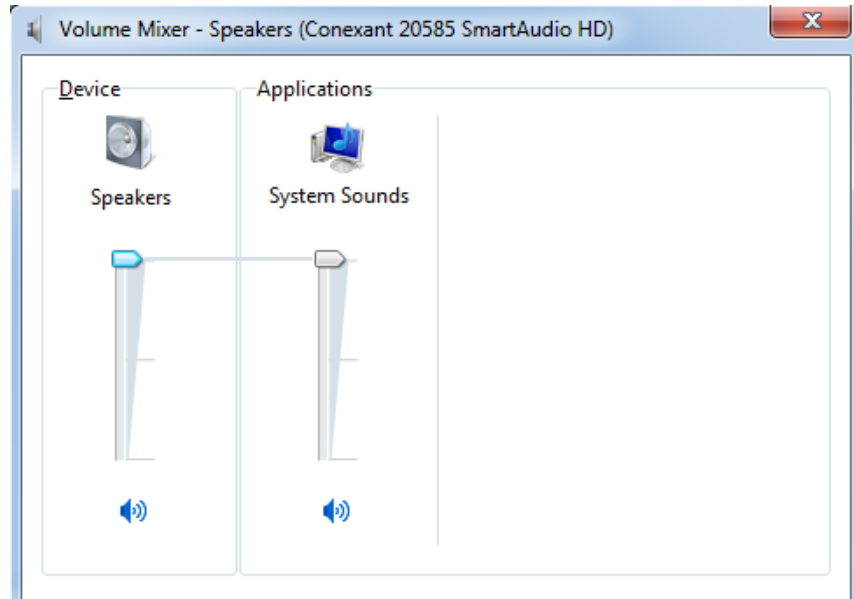 Volume Mixer - Speakers (Conexant 20585 SmartAudio HD)
Device
Applications
Speakers
System Sounds